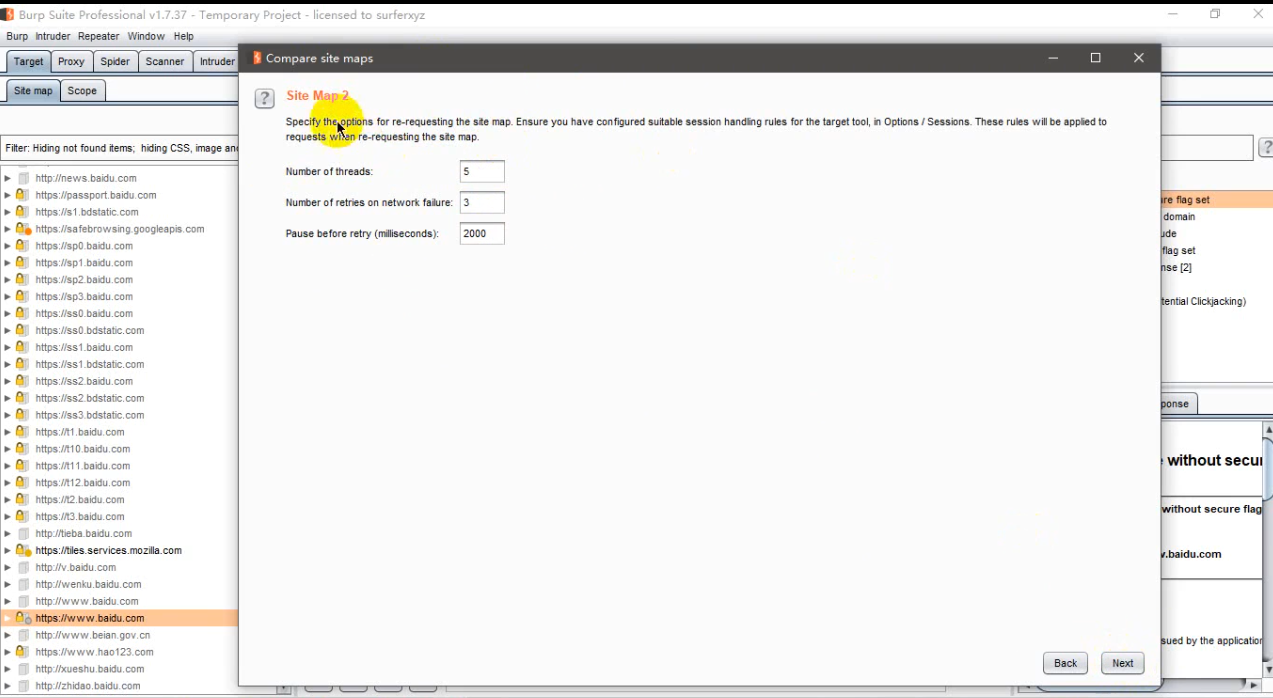 Burp Suite Professional v1.7.37 - Temporary Project - licensed to surferxyz
Burp Intruder Repeater Window Help
Target Proxy Spider Scanner Intruder
Site map Scope
Filter: Hiding not found items; hiding CSS, image an
http://news.baidu.com
https://passport.baidu.com
https://s1.bdstatic.com
https://safebrowsing.googleapis.com
https://sp0.baidu.com
https://sp1.baidu.com
https://sp2.baidu.com
https://sp3.baidu.com
https://ss0.baidu.com
https://ss0.bdstatic.com
https://ss1.baidu.com
https://ss1.bdstatic.com
https://ss2.baidu.com
https://ss2.bdstatic.com
https://ss3.bdstatic.com
https://t1.baidu.com
https://t10.baidu.com
https://t11.baidu.com
https://t12.baidu.com
https://t2.baidu.com
https://t3.baidu.com
http://tieba.baidu.com
https://tiles.services.mozilla.com
http://v.baidu.com
http://wenku.baidu.com
http://www.baidu.com
https://www.baidu.com
http://www.beian.gov.cn
https://www.hao123.com
http://xueshu.baidu.com
http://zhidao.baidu.com
Compare site maps
?
Site Map 2
Specify the options for re-requesting the site map. Ensure you have configured suitable session handling rules for the target tool, in Options / Sessions. These rules will be applied to
requests when re-requesting the site map.
Number of threads: 5
Number of retries on network failure: 3
Pause before retry (milliseconds): 2000
Back Next
?
re flag set
domain
ude
flag set
nse [2]
tential Clickjacking)
ponse
without secur
without secure flag
.baidu.com
sued by the application